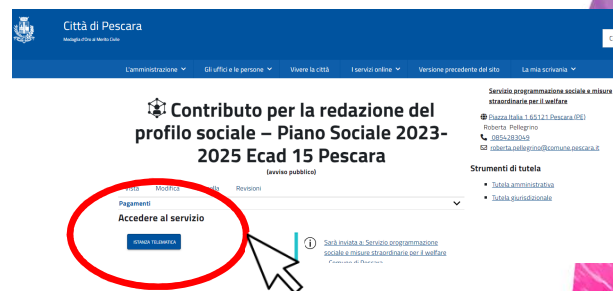 Città di Pescara
Medaglia d'Oro al Merito Civile
L'amministrazione
Gli uffici e le persone
Vivere la città
I servizi online
Versione precedente del sito
La mia scrivania
Contributo per la redazione del
profilo sociale – Piano Sociale 2023-
2025 Ecad 15 Pescara
(avviso pubblico)
Vista
Modifica
Revisioni
Pagamenti
Accedere al servizio
ISTANZA TELEMATICA
Sarà inviata a: Servizio programmazione
sociale e misure straordinarie per il welfare
- Comune di Pescara
Servizio programmazione sociale e misure
straordinarie per il welfare
Piazza Italia 1 65121 Pescara (PE)
Roberta Pellegrino
0854283049
roberta.pellegrino@comune.pescara.it
Strumenti di tutela
Tutela amministrativa
Tutela giurisdizionale